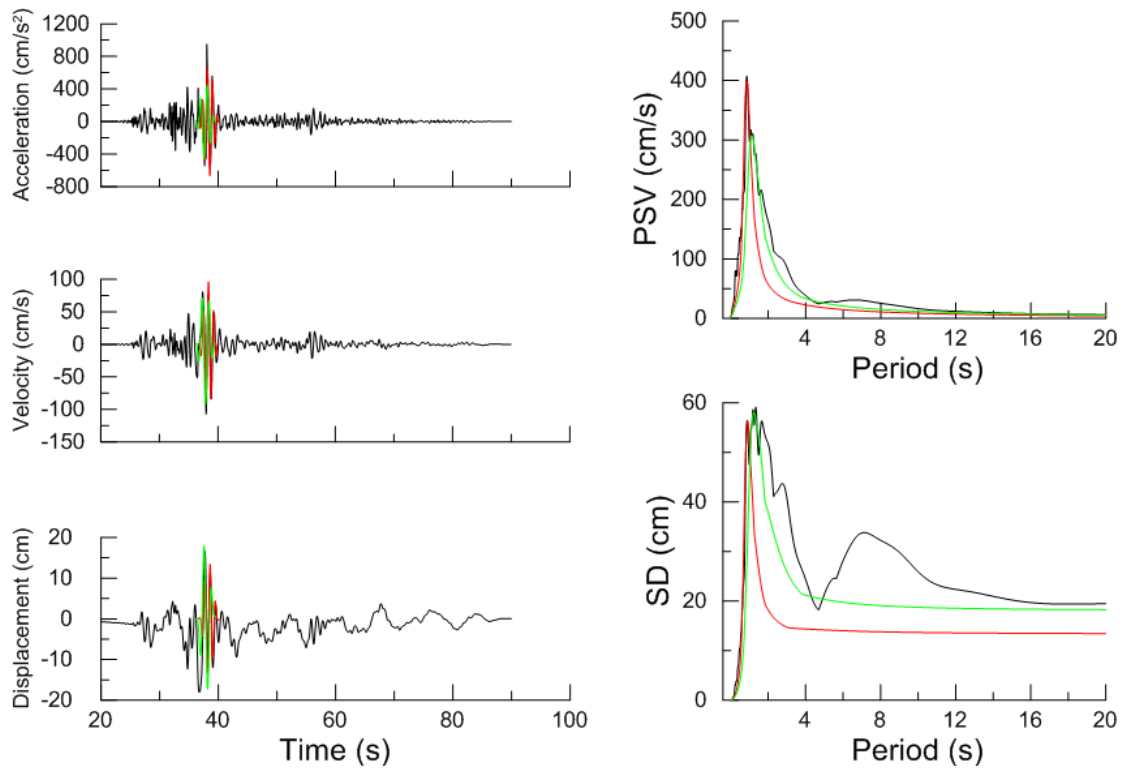 Acceleration (cm/s²)
1200
800
400
0
-400
-800
Velocity (cm/s)
100
50
0
-50
-100
-150
Displacement (cm)
20
10
0
-10
-20
20 40 60 80 100
Time (s)
PSV (cm/s)
500
400
300
200
100
0
4 8 12 16 20
Period (s)
SD (cm)
60
40
20
0
4 8 12 16 20
Period (s)